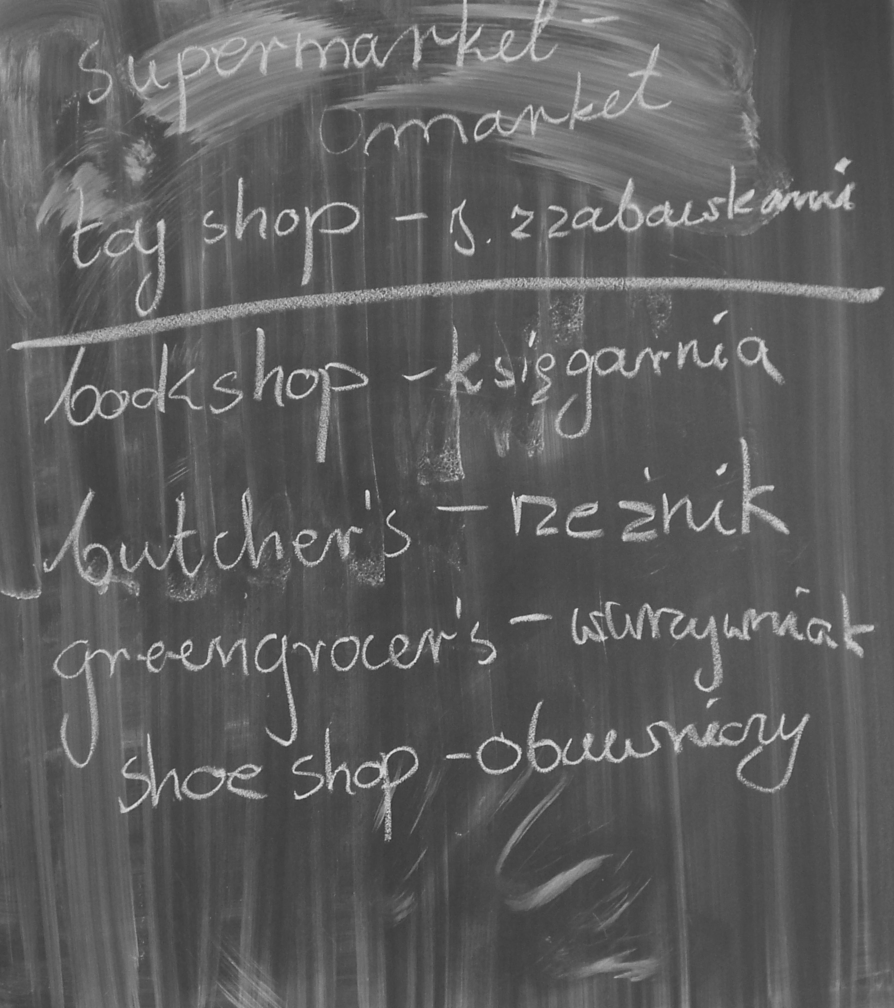 supermarket -
market
toy shop - s. z zabawkami
bookshop - księgarnia
butcher's - rzeźnik
greengrocer's - warzywniak
shoe shop - obuwniczy